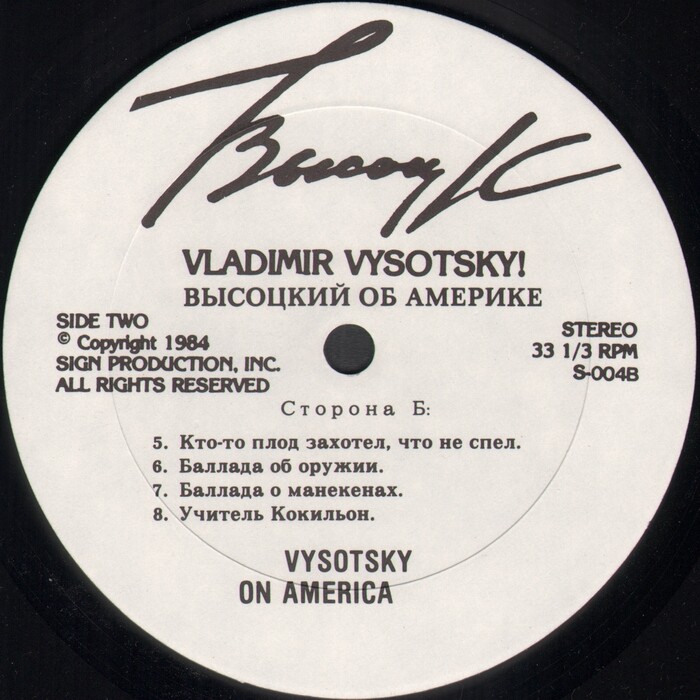 Высоцк
VLADIMIR VYSOTSKY!
ВЫСОЦКИЙ ОБ АМЕРИКЕ
SIDE TWO
© Copyright 1984
SIGN PRODUCTION, INC.
ALL RIGHTS RESERVED
STEREO
33 1/3 RPM
S-004B
Сторона Б:
5. Кто-то плод захотел, что не спел.
6. Баллада об оружии.
7. Баллада о манекенах.
8. Учитель Кокильон.
VYSOTSKY
ON AMERICA